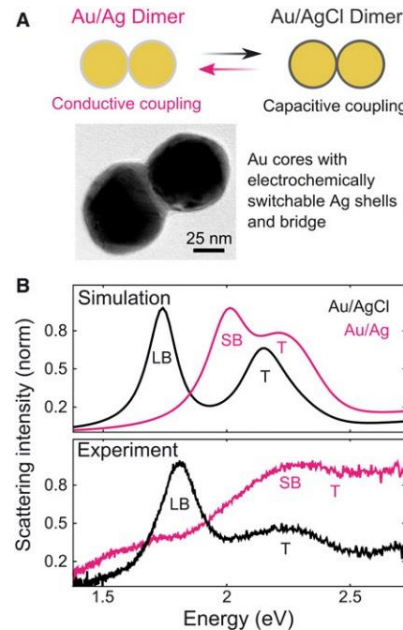 A
Au/Ag Dimer
Au/AgCl Dimer
Conductive coupling
Capacitive coupling
25 nm
Au cores with
electrochemically
switchable Ag shells
and bridge
B
Simulation
Au/AgCl
Au/Ag
LB
SB
T
T
0.8
0.5
0.2
Experiment
LB
SB
T
T
0.8
0.5
0.2
Scattering intensity (norm)
1.5
2
2.5
Energy (eV)